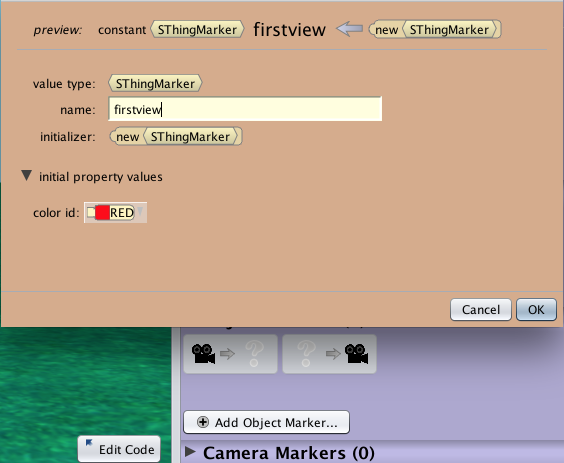 preview: constant SThingMarker firstview new SThingMarker
value type: SThingMarker
name: firstview
initializer: new SThingMarker
initial property values
color id: RED
Cancel OK
Add Object Marker...
Edit Code
Camera Markers (0)